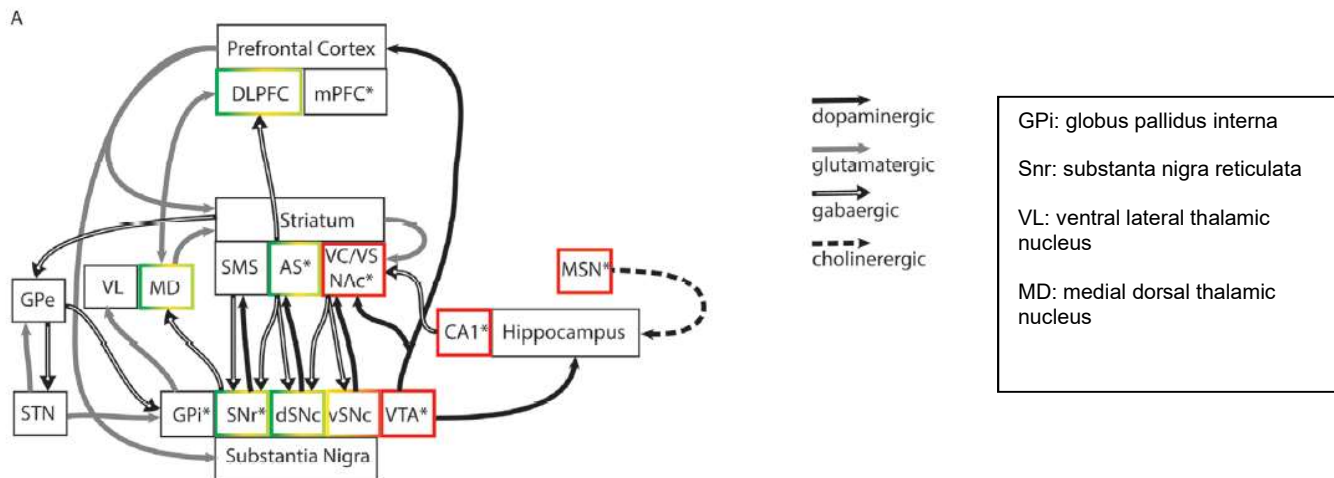 A
Prefrontal Cortex
DLPFC
mPFC*
dopaminergic
glutamatergic
gabaergic
cholinerergic
GPi: globus pallidus interna
Snr: substanta nigra reticulata
VL: ventral lateral thalamic
nucleus
MD: medial dorsal thalamic
nucleus
Striatum
SMS
AS*
VC/VS
NAc*
MSN*
GPe
VL
MD
CA1*
Hippocampus
STN
GPi*
SNr*
dSNc
vSNc
VTA*
Substantia Nigra